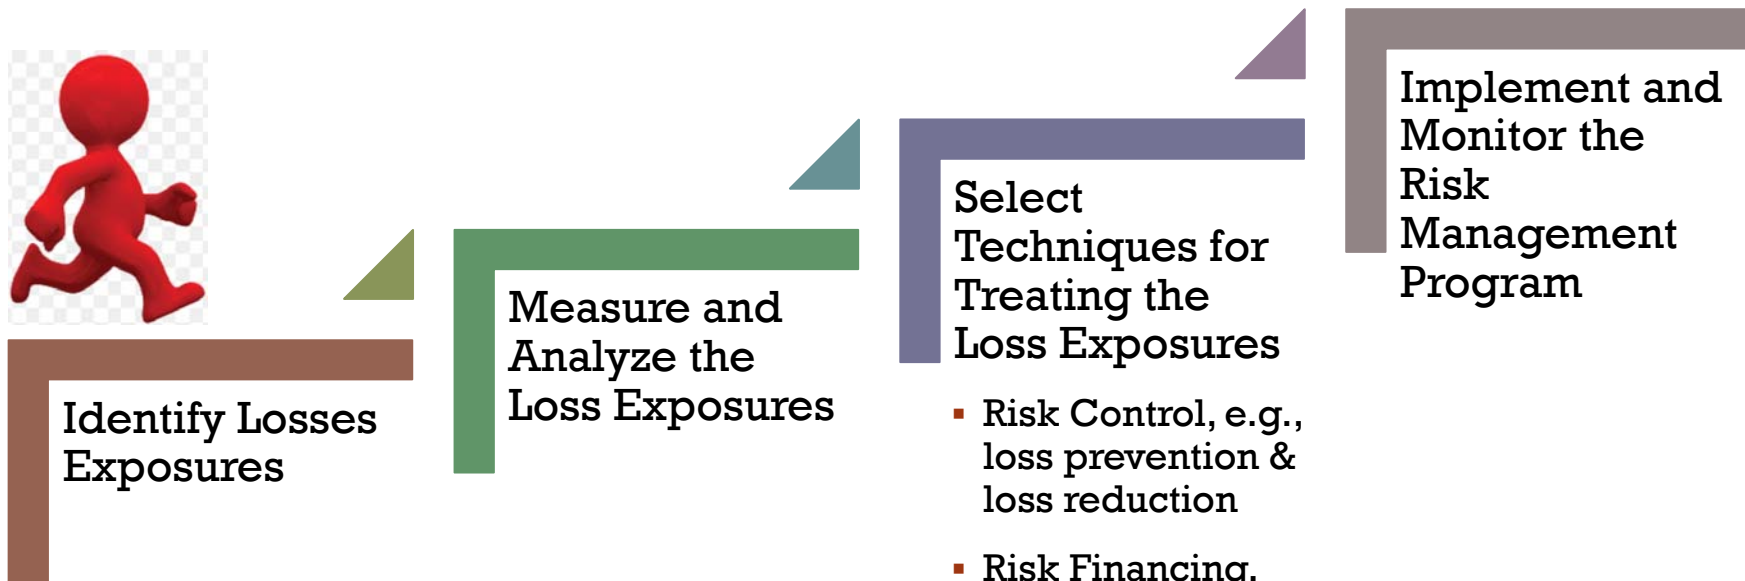 Identify Losses
Exposures
Measure and
Analyze the
Loss Exposures
Select
Techniques for
Treating the
Loss Exposures
▪ Risk Control, e.g.,
loss prevention &
loss reduction
▪ Risk Financing,
Implement and
Monitor the
Risk
Management
Program